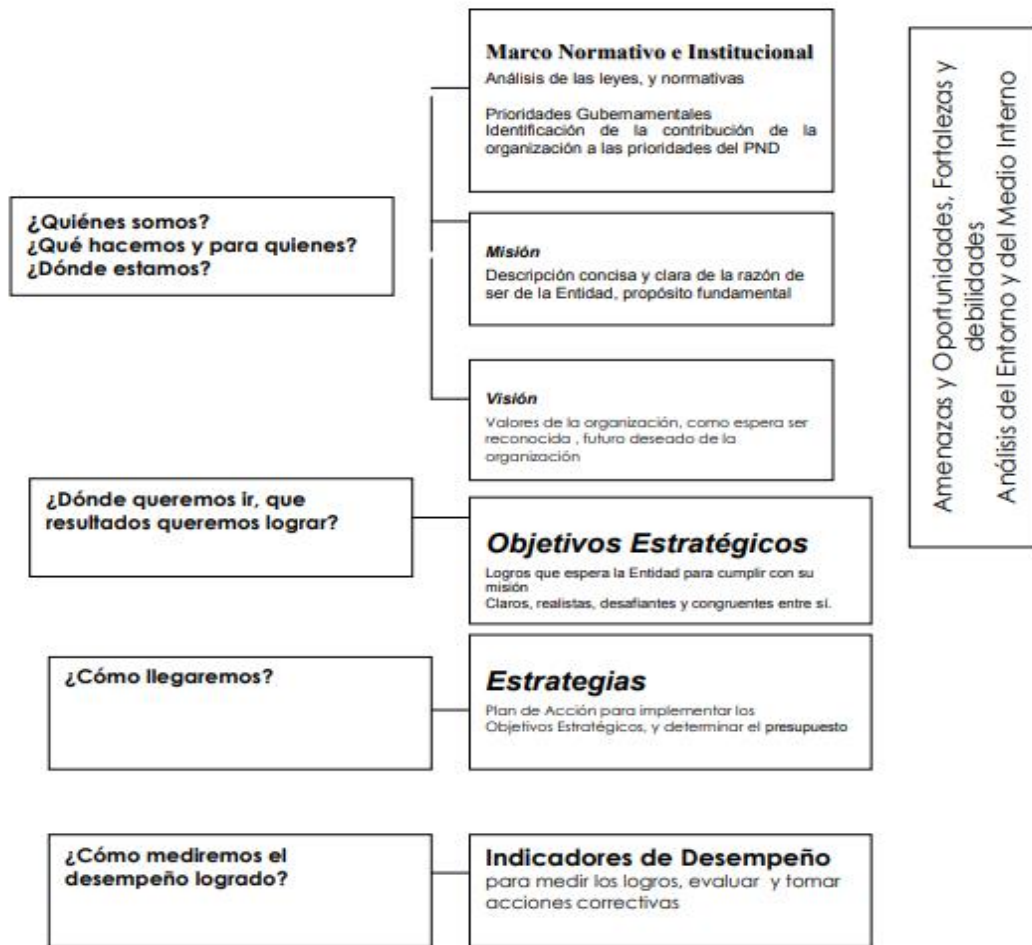 ¿Quiénes somos?
¿Qué hacemos y para quienes?
¿Dónde estamos?
Marco Normativo e Institucional
Análisis de las leyes, y normativas
Prioridades Gubernamentales
Identificación de la contribución de la
organización a las prioridades del PND
Misión
Descripción concisa y clara de la razón de
ser de la Entidad, propósito fundamental
Visión
Valores de la organización, como espera ser
reconocida , futuro deseado de la
organización
¿Dónde queremos ir, que
resultados queremos lograr?
Objetivos Estratégicos
Logros que espera la Entidad para cumplir con su
misión
Claros, realistas, desafiantes y congruentes entre sí.
¿Cómo llegaremos?
Estrategias
Plan de Acción para implementar los
Objetivos Estratégicos, y determinar el presupuesto
¿Cómo mediremos el
desempeño logrado?
Indicadores de Desempeño
para medir los logros, evaluar y tomar
acciones correctivas
Amenazas y Oportunidades, Fortalezas y
debilidades
Análisis del Entorno y del Medio Interno